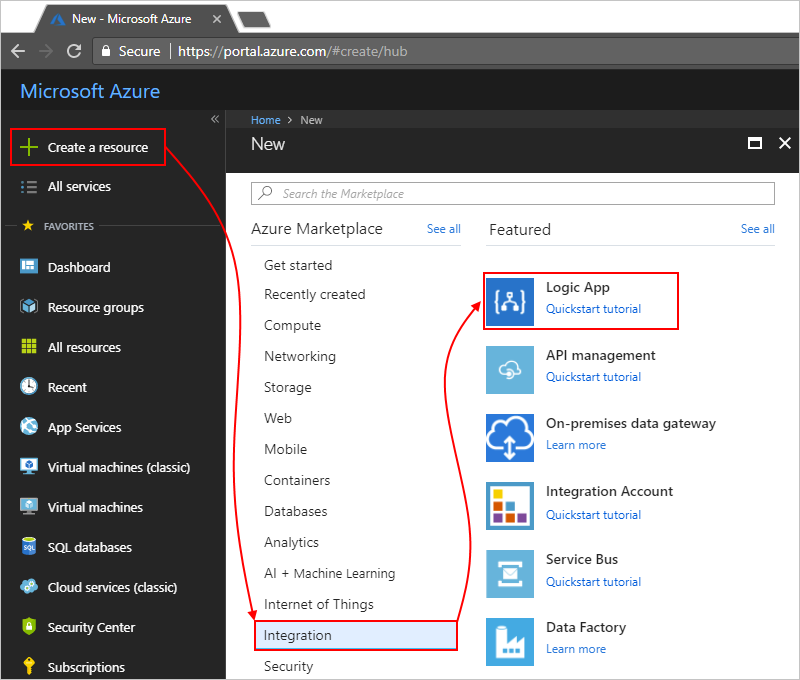 New - Microsoft Azure
Secure
https://portal.azure.com/#create/hub
Microsoft Azure
Create a resource
All services
FAVORITES
Dashboard
Resource groups
All resources
Recent
App Services
Virtual machines (classic)
Virtual machines
SQL databases
Cloud services (classic)
Security Center
Subscriptions
Home > New
New
Search the Marketplace
Azure Marketplace
See all
Get started
Recently created
Compute
Networking
Storage
Web
Mobile
Containers
Databases
Analytics
AI + Machine Learning
Internet of Things
Integration
Security
Featured
See all
Logic App
Quickstart tutorial
API management
Quickstart tutorial
On-premises data gateway
Learn more
Integration Account
Quickstart tutorial
Service Bus
Quickstart tutorial
Data Factory
Learn more